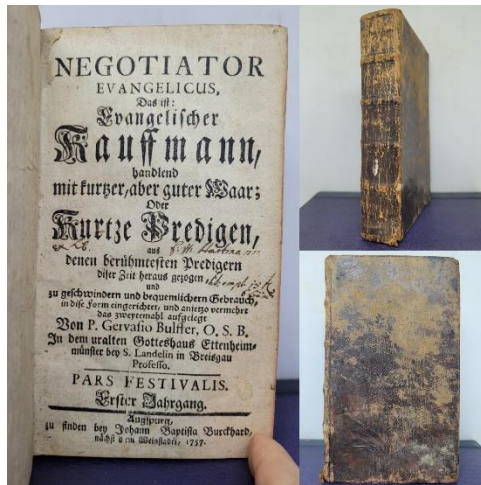 NEGOTIATOR
EVANGELICUS,
Das ist:
Evangelischer
Kauffmann,
handlend
mit kurtzer, aber guter Waar;
Oder
Kurtze Predigen,
aus
denen berühmtesten Predigern
diser Zeit heraus gezogen
und
zu geschwindern und bequemlichern Gebrauch,
in dise Form eingerichtet, und anjetzo vermehrt
das zweytemahl aufgelegt
Von P. Gervasio Bulffer, O. S. B.
In dem uralten Gotteshaus Ettenheim-
münster bey S. Landelin in Breisgau
Professo.
PARS FESTIVALIS.
Erster Jahrgang.
Augspurg,
zu finden bey Johann Baptista Burckhard,
nächst dem Weinstadel, 1757.